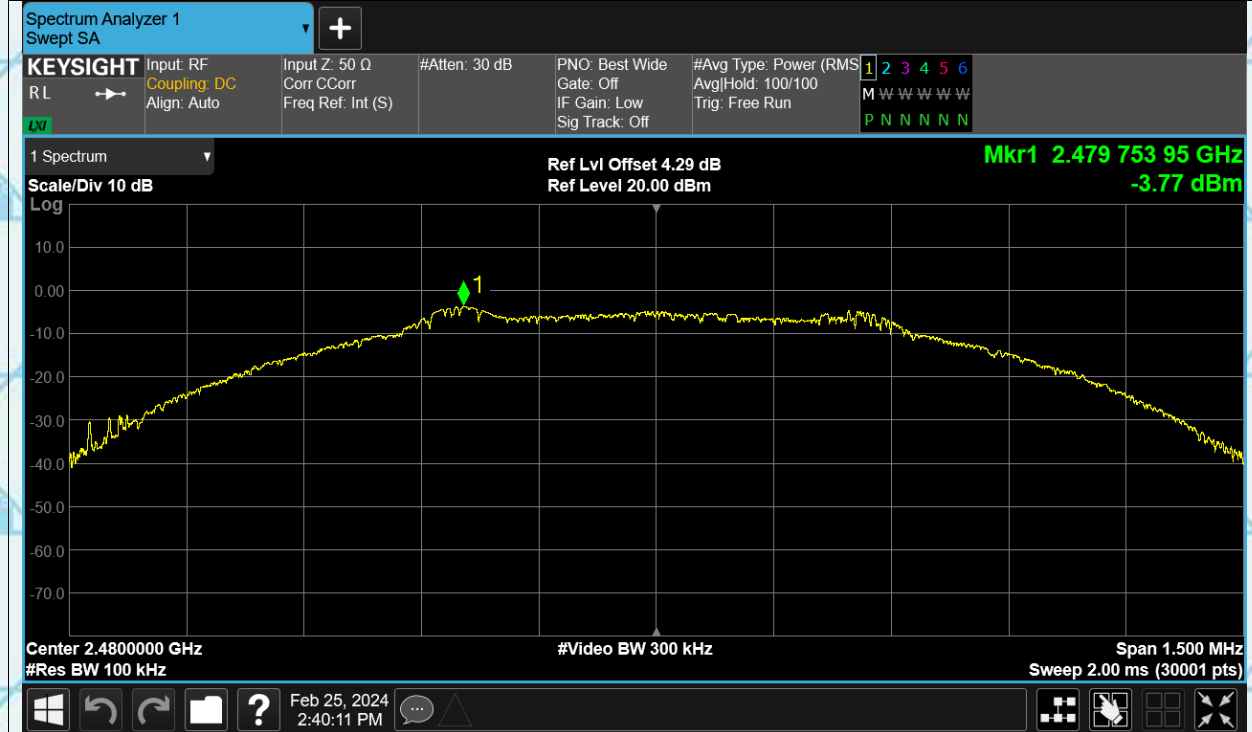 Spectrum Analyzer 1
Swept SA
KEYSIGHT
R L
LXI
Input: RF
Coupling: DC
Align: Auto
Input Z: 50 Ω
Corr CCorr
Freq Ref: Int (S)
#Atten: 30 dB
PNO: Best Wide
Gate: Off
IF Gain: Low
Sig Track: Off
#Avg Type: Power (RMS
Avg|Hold: 100/100
Trig: Free Run
1 2 3 4 5 6
M W W W W W
P N N N N N
1 Spectrum
Scale/Div 10 dB
Log
Ref Lvl Offset 4.29 dB
Ref Level 20.00 dBm
Mkr1 2.479 753 95 GHz
-3.77 dBm
1
10.0
0.00
-10.0
-20.0
-30.0
-40.0
-50.0
-60.0
-70.0
Center 2.4800000 GHz
#Res BW 100 kHz
#Video BW 300 kHz
Span 1.500 MHz
Sweep 2.00 ms (30001 pts)
?
Feb 25, 2024
2:40:11 PM